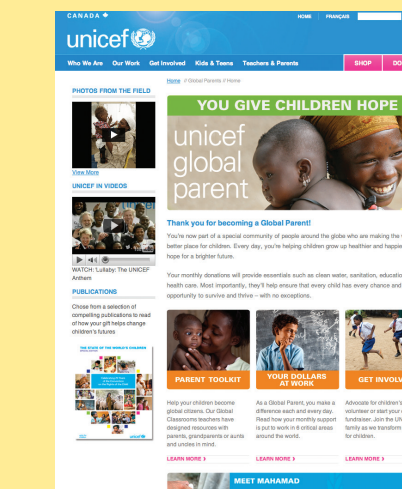 CANADA
HOME FRANÇAIS
unicef
Who We Are Our Work Get Involved Kids & Teens Teachers & Parents
SHOP DO
Home // Global Parents // Home
PHOTOS FROM THE FIELD
View More
UNICEF IN VIDEOS
WATCH: 'Lullaby: The UNICEF
Anthem
PUBLICATIONS
Chose from a selection of
compelling publications to read
of how your gift helps change
children's futures
THE STATE OF THE WORLD'S CHILDREN
unicef
YOU GIVE CHILDREN HOPE
unicef
global
parent
Thank you for becoming a Global Parent!
You're now part of a special community of people around the globe who are making the
better place for children. Every day, you're helping children grow up healthier and happie
hope for a brighter future.
Your monthly donations will provide essentials such as clean water, sanitation, educatio
health care. Most importantly, they'll help ensure that every child has every chance and
opportunity to survive and thrive – with no exceptions.
PARENT TOOLKIT
Help your children become
global citizens. Our Global
Classrooms teachers have
designed resources with
parents, grandparents or aunts
and uncles in mind.
LEARN MORE >
YOUR DOLLARS
AT WORK
As a Global Parent, you make a
difference each and every day.
Read how your monthly support
is put to work in 6 critical areas
around the world.
LEARN MORE >
GET INVOLV
Advocate for children's
volunteer or start your
fundraiser. Join the UN
family as we transform
for children.
LEARN MORE >
MEET MAHAMAD